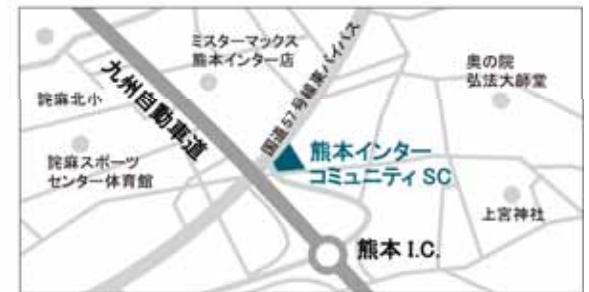 ミスターマックス
熊本インター店
奥の院
弘法大師堂
九州自動車道
国道57号線東バイパス
詫麻北小
詫麻スポーツ
センター体育館
熊本インター
コミュニティ SC
上宮神社
熊本 I.C.